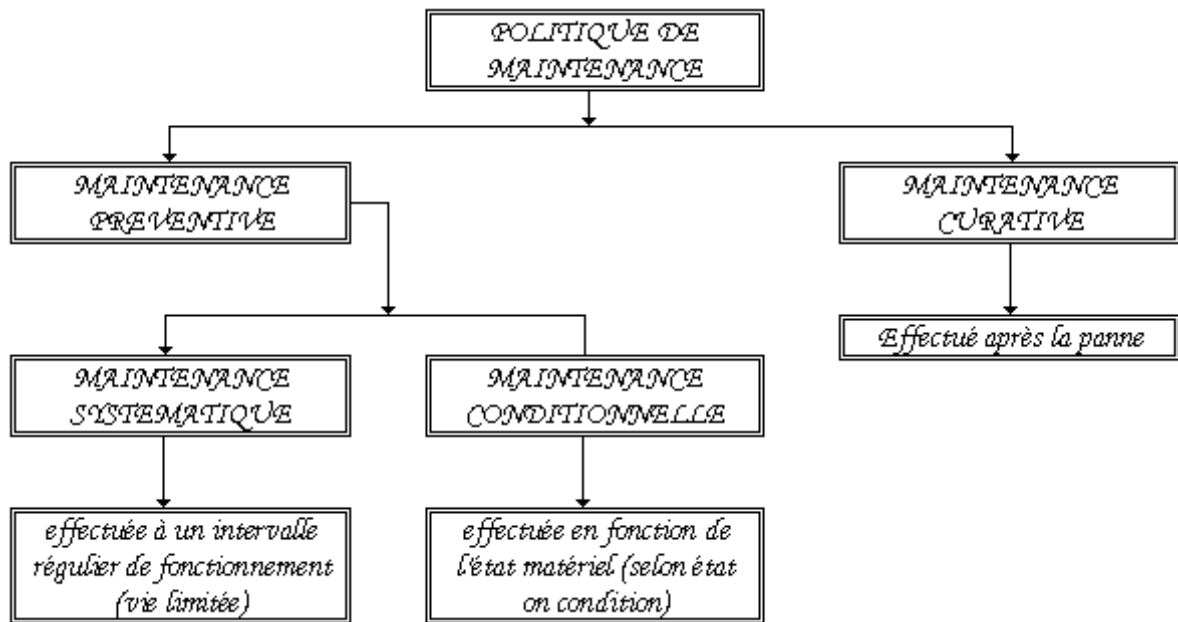 POLITIQUE DE
MAINTENANCE
MAINTENANCE
PREVENTIVE
MAINTENANCE
CURATIVE
Effectué après la panne
MAINTENANCE
SYSTEMATIQUE
MAINTENANCE
CONDITIONNELLE
effectuée à un intervalle
régulier de fonctionnement
(vie limitée)
effectuée en fonction de
l'état matériel (selon état
on condition)